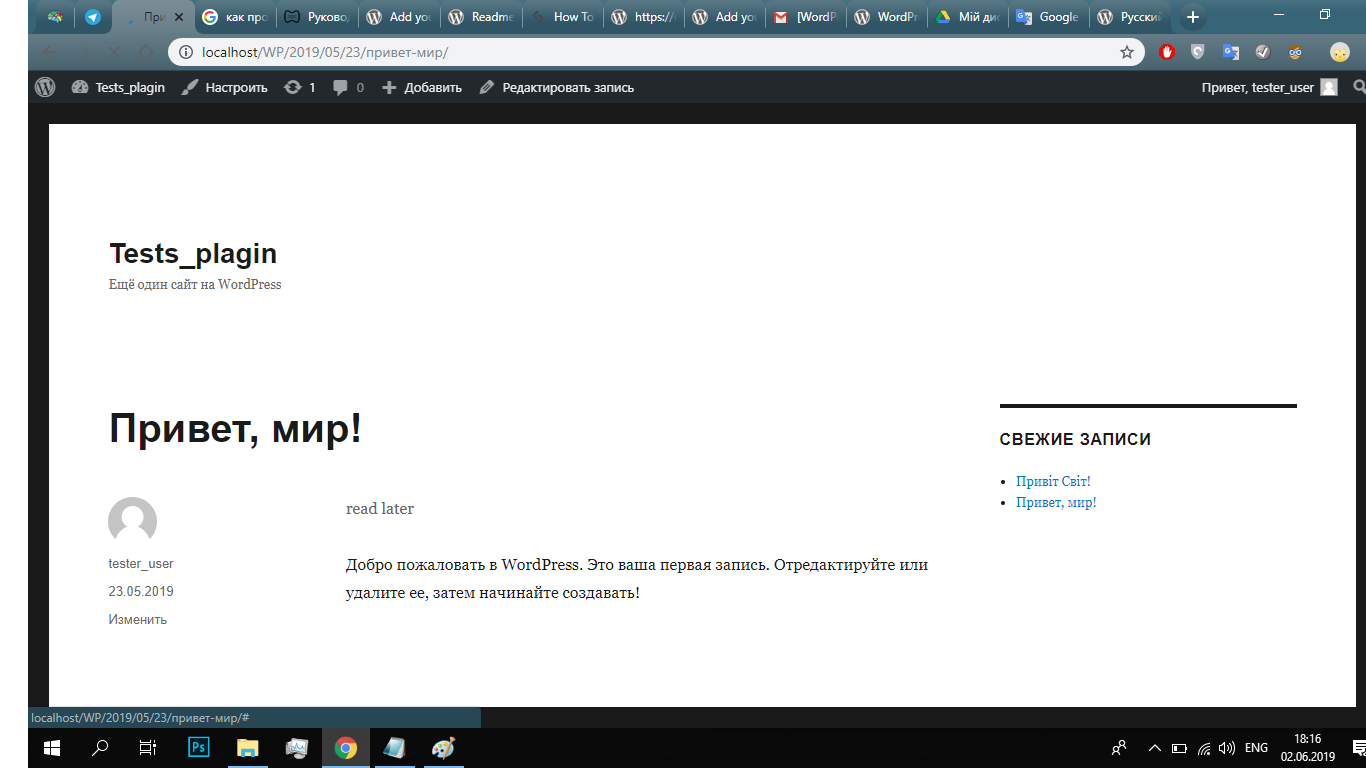 При
как про
Руково
Add you
Readme
How To
https://
Add you
[WordP
WordPr
Мій дис
Google
Русский
localhost/WP/2019/05/23/привет-мир/
Tests_plagin Настроить 1 0 Добавить Редактировать запись Привет, tester_user
Tests_plagin
Ещё один сайт на WordPress
Привет, мир!
tester_user
23.05.2019
Изменить
read later
Добро пожаловать в WordPress. Это ваша первая запись. Отредактируйте или
удалите ее, затем начинайте создавать!
СВЕЖИЕ ЗАПИСИ
Привіт Світ!
Привет, мир!
localhost/WP/2019/05/23/привет-мир/#
Ps
ENG
18:16
02.06.2019